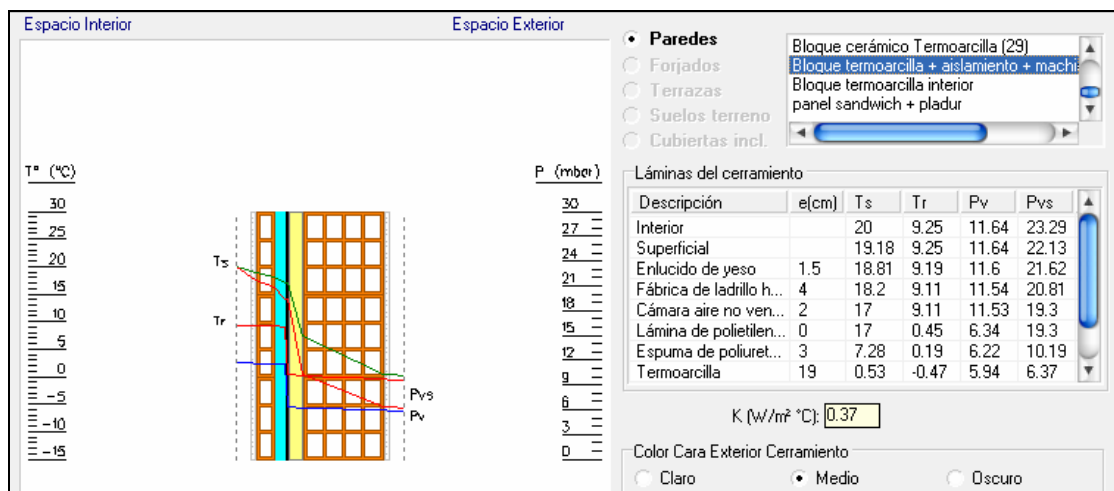 Espacio Interior
Espacio Exterior
Tª (ºC)
30
25
20
15
10
5
0
-5
-10
-15
Ts
Tr
Pvs
Pv
P (mbar)
30
27
24
21
18
15
12
9
6
3
0
Paredes
Forjados
Terrazas
Suelos terreno
Cubiertas incl.
Bloque cerámico Termoarcilla (29)
Bloque termoarcilla + aislamiento + machi
Bloque termoarcilla interior
panel sandwich + pladur
Láminas del cerramiento
Descripción e(cm) Ts Tr Pv Pvs
Interior 20 9.25 11.64 23.29
Superficial 19.18 9.25 11.64 22.13
Enlucido de yeso 1.5 18.81 9.19 11.6 21.62
Fábrica de ladrillo h... 4 18.2 9.11 11.54 20.81
Cámara aire no ven... 2 17 9.11 11.53 19.3
Lámina de polietilen... 0 17 0.45 6.34 19.3
Espuma de poliuret... 3 7.28 0.19 6.22 10.19
Termoarcilla 19 0.53 -0.47 5.94 6.37
K (W/m² °C): 0.37
Color Cara Exterior Cerramiento
Claro
Medio
Oscuro